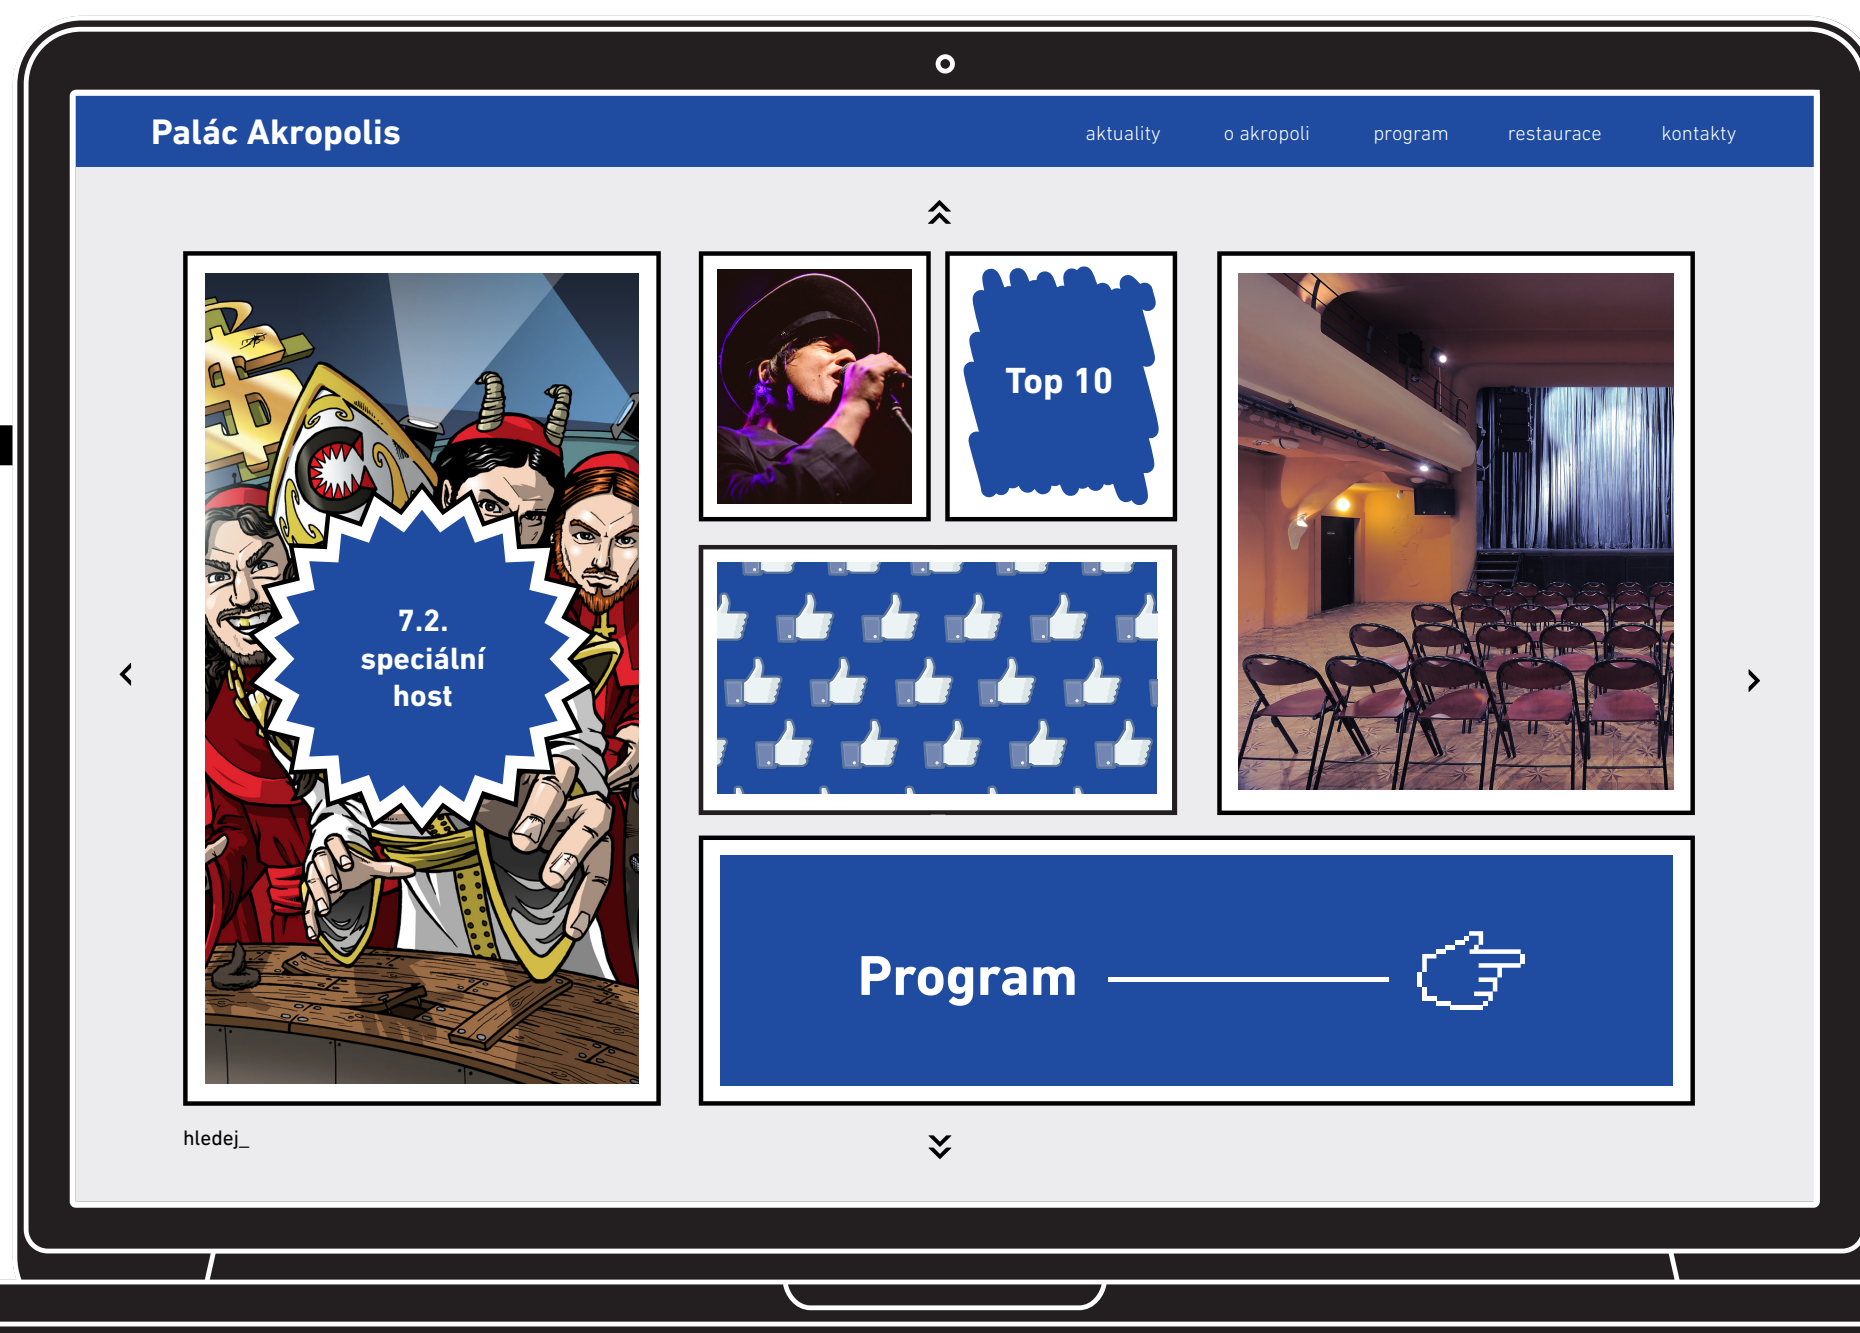 Palác Akropolis
aktuality
o akropoli
program
restaurace
kontakty
7.2.
speciální
host
Top 10
Program
hledej_